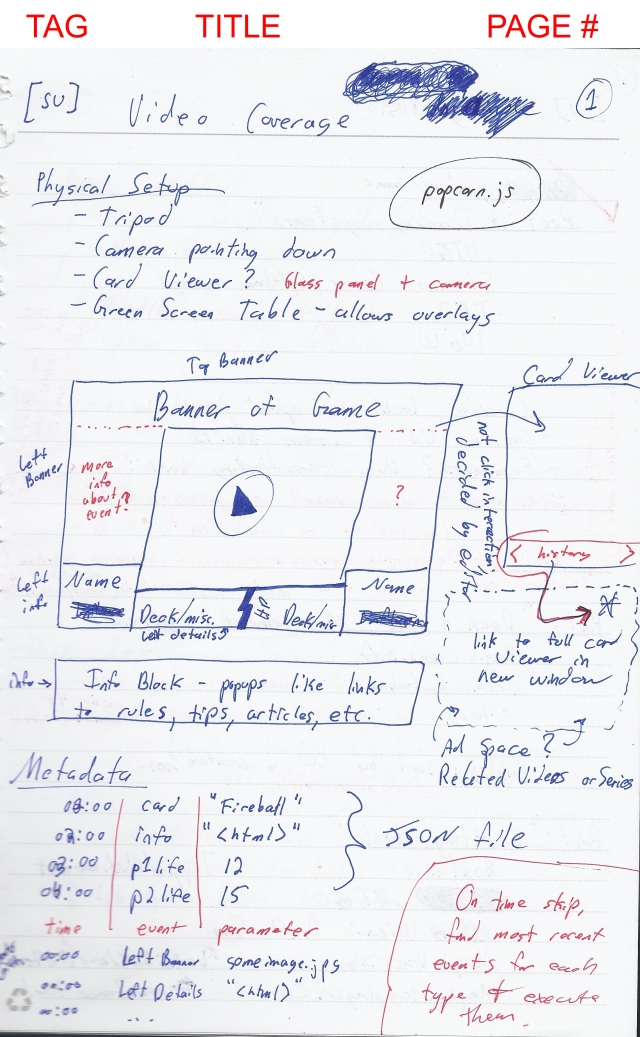 TAG TITLE PAGE #
[SU] Video Coverage 1
Physical Setup
popcorn.js
- Tripod
- Camera pointing down
- Card Viewer? Glass panel + camera
- Green Screen Table - allows overlays
Top Banner
Card Viewer
Banner of Game
Left
Banner
more
info
about
event?
?
not click interaction.
decided by editor
< history >
Left
info
Name
Name
Deck/misc.
Left details
Deck/misc
link to full card
Viewer in
new window
info →
Info Block - popups like links
to rules, tips, articles, etc.
Ad Space?
Related Videos or Series
Metadata
00:00 card "Fireball"
02:00 info "<html>"
03:00 p1 life 12
04:00 p2 life 15
JSON file
time event parameter
00:00 Left Banner someimage.jpg
00:00 Left Details "<html>"
00:00 ...
On time skip,
find most recent
events for each
type + execute
them.